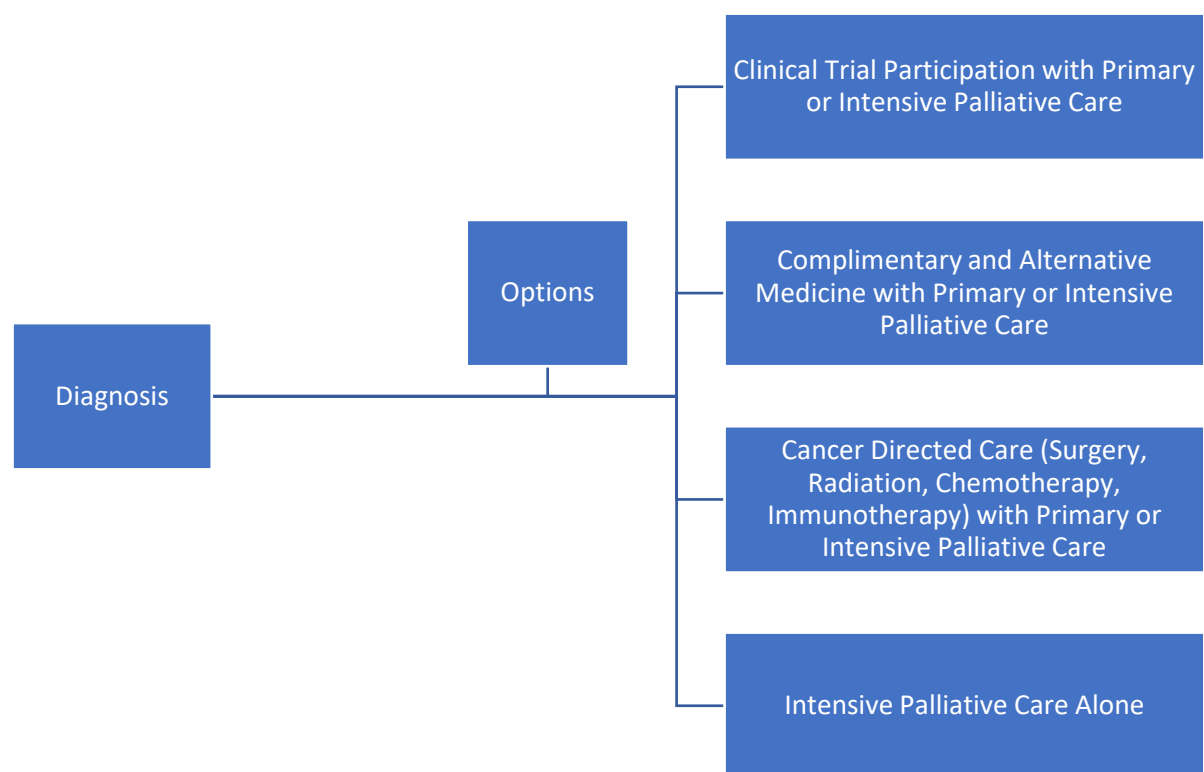 Diagnosis
Options
Clinical Trial Participation with Primary
or Intensive Palliative Care
Complimentary and Alternative
Medicine with Primary or Intensive
Palliative Care
Cancer Directed Care (Surgery,
Radiation, Chemotherapy,
Immunotherapy) with Primary or
Intensive Palliative Care
Intensive Palliative Care Alone